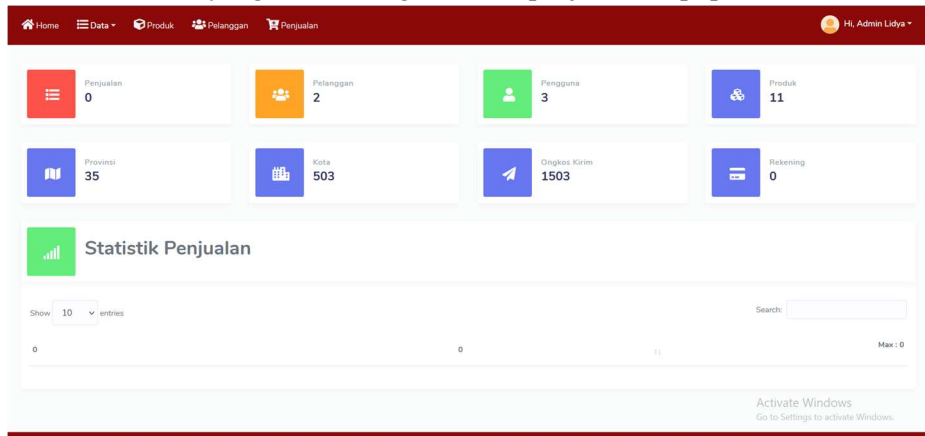 Home Data Produk Pelanggan Penjualan Hi, Admin Lidya
Penjualan
0
Pelanggan
2
Pengguna
3
Produk
11
Provinsi
35
Kota
503
Ongkos Kirim
1503
Rekening
0
Statistik Penjualan
Show 10 entries
Search:
0 0 Max : 0
Activate Windows
Go to Settings to activate Windows.